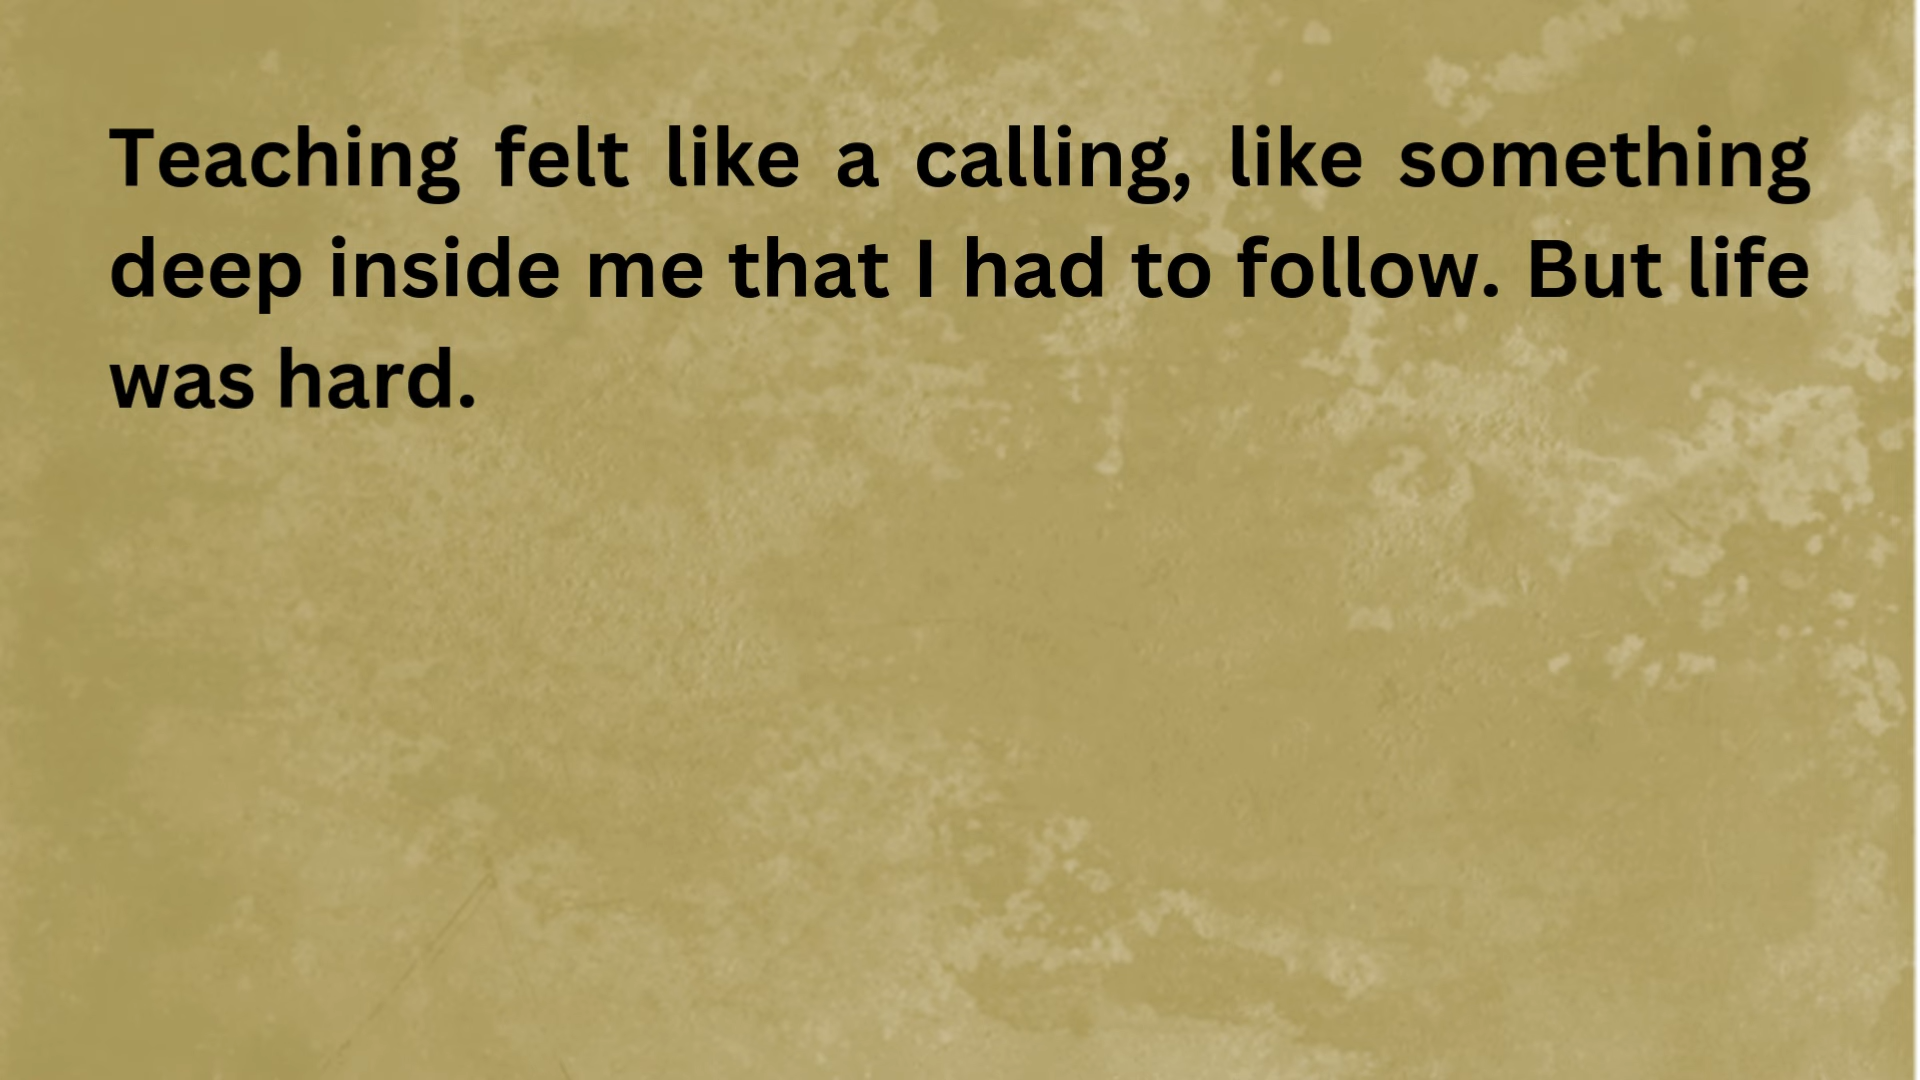 Teaching felt like a calling, like something
deep inside me that I had to follow. But life
was hard.